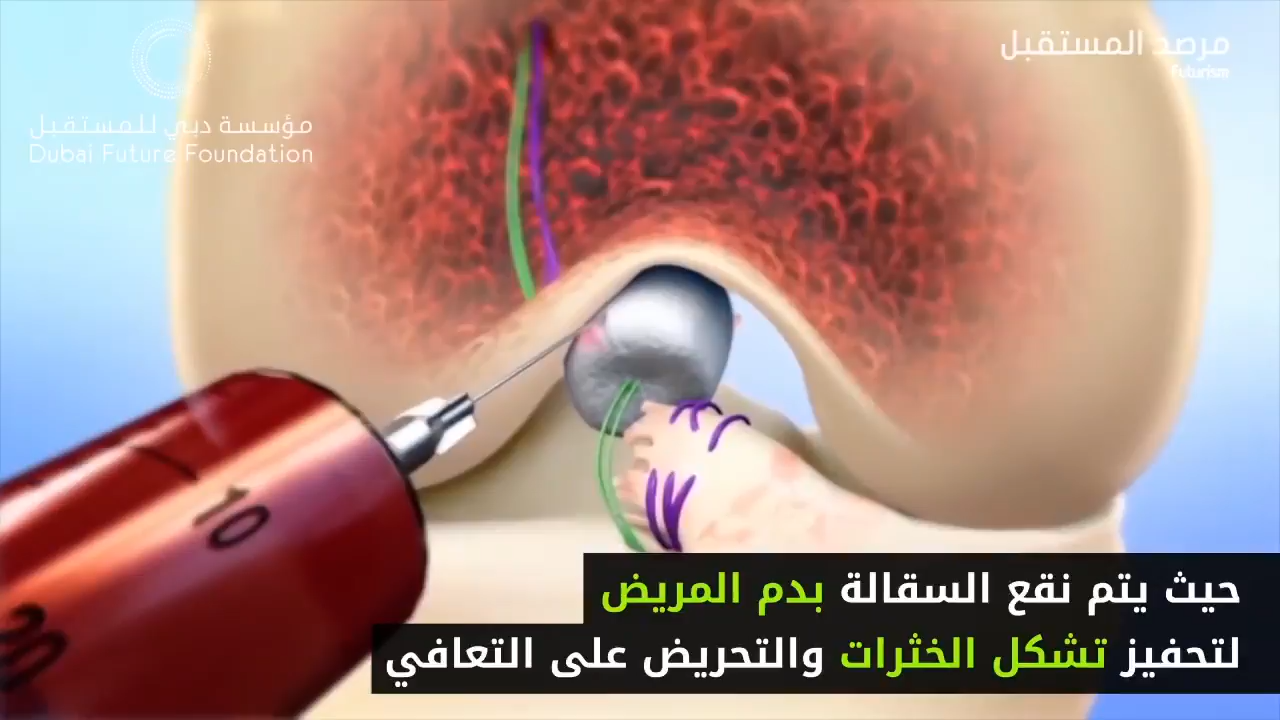 مرصد المستقبل
Futurism
مؤسسة دبي للمستقبل
Dubai Future Foundation
10
20
حيث يتم نقع السقالة بدم المريض
لتحفيز تشكل الخثرات والتحريض على التعافي